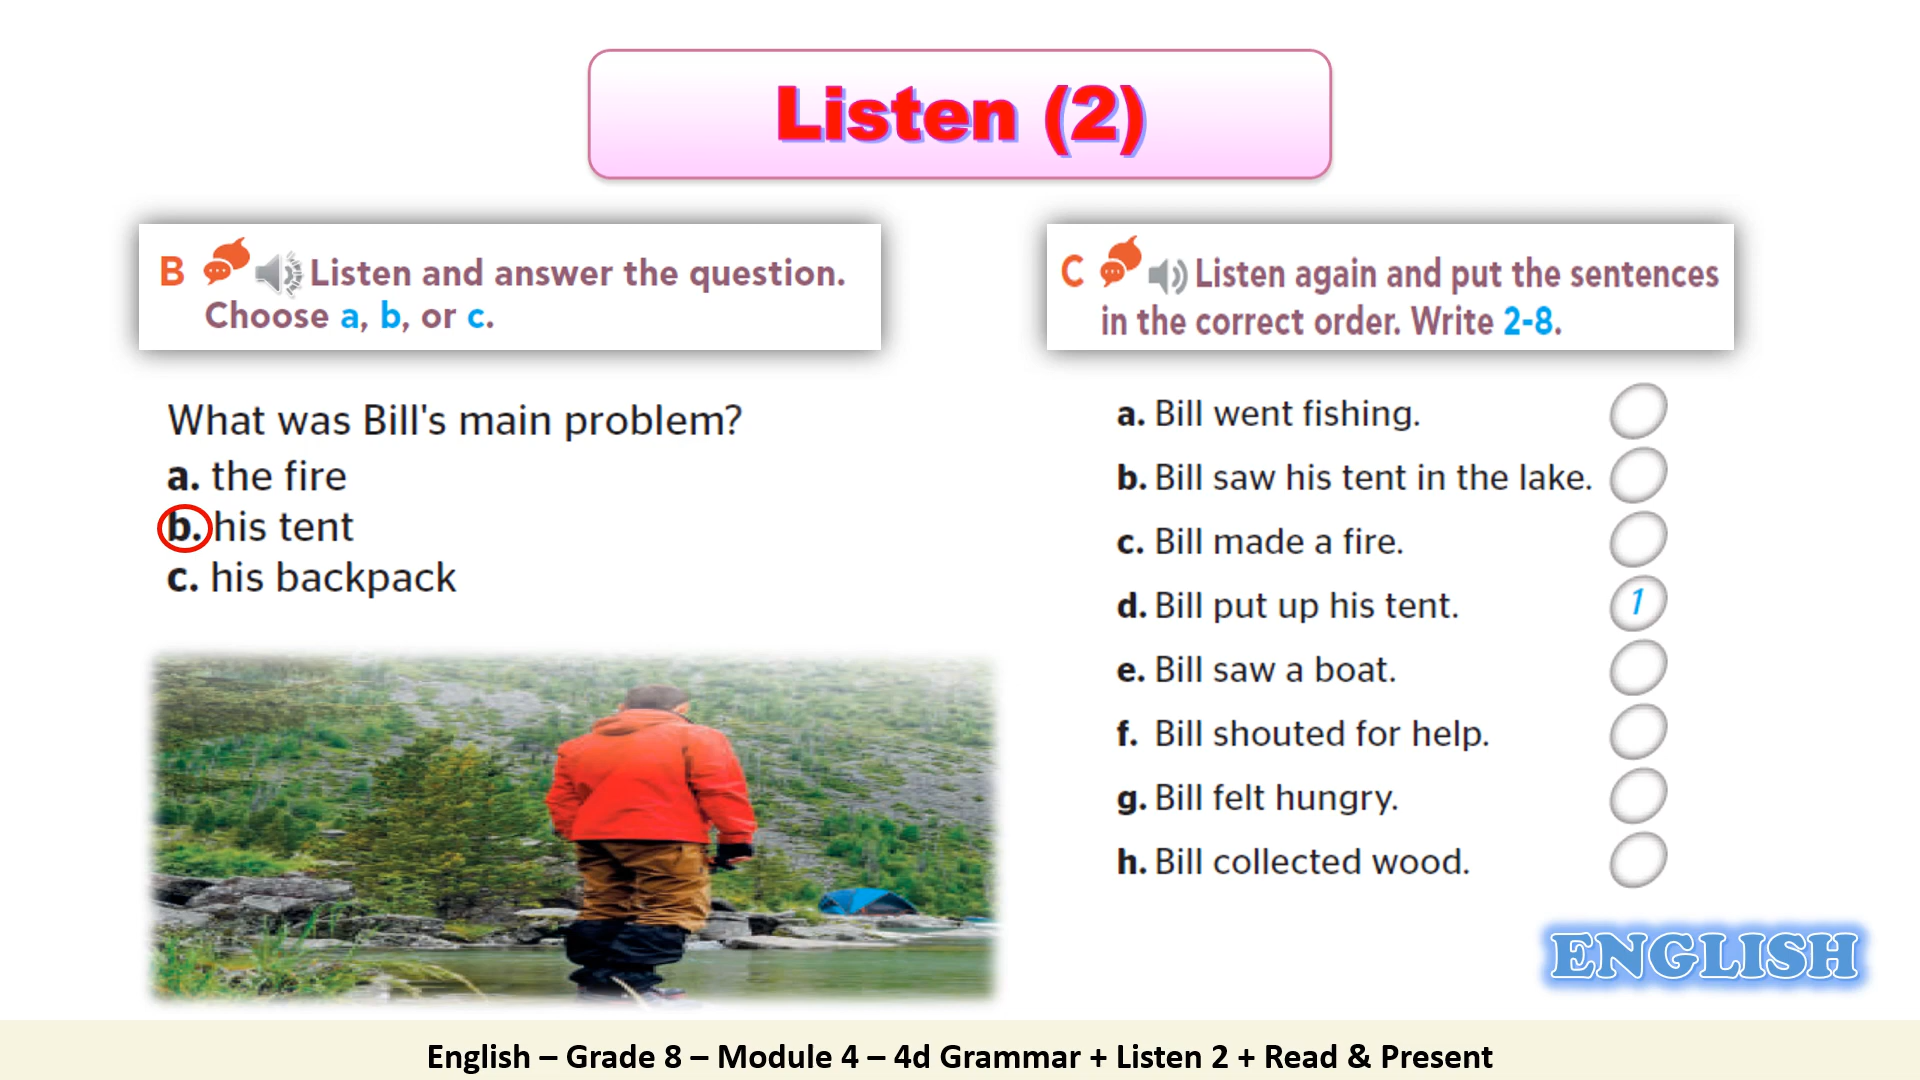 Listen (2)
B Listen and answer the question.
Choose a, b, or c.
What was Bill's main problem?
a. the fire
b. his tent
c. his backpack
C Listen again and put the sentences
in the correct order. Write 2-8.
a. Bill went fishing.
b. Bill saw his tent in the lake.
c. Bill made a fire.
d. Bill put up his tent. 1
e. Bill saw a boat.
f. Bill shouted for help.
g. Bill felt hungry.
h. Bill collected wood.
ENGLISH
English – Grade 8 – Module 4 – 4d Grammar + Listen 2 + Read & Present